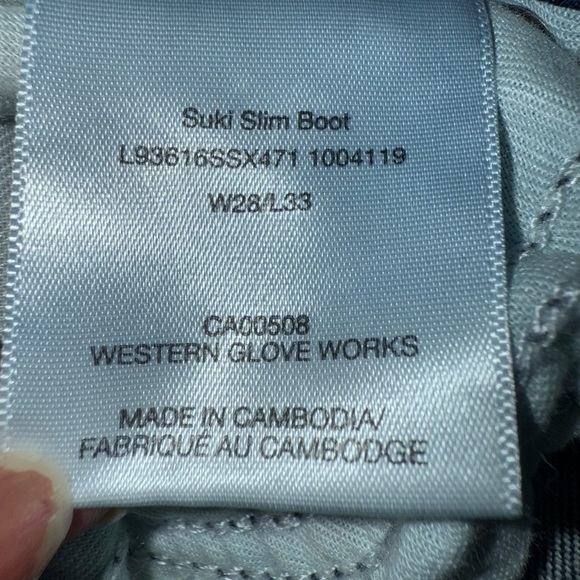 Suki Slim Boot
L93616SSX471 1004119
W28/L33
CA00508
WESTERN GLOVE WORKS
MADE IN CAMBODIA/
FABRIQUÉ AU CAMBODGE